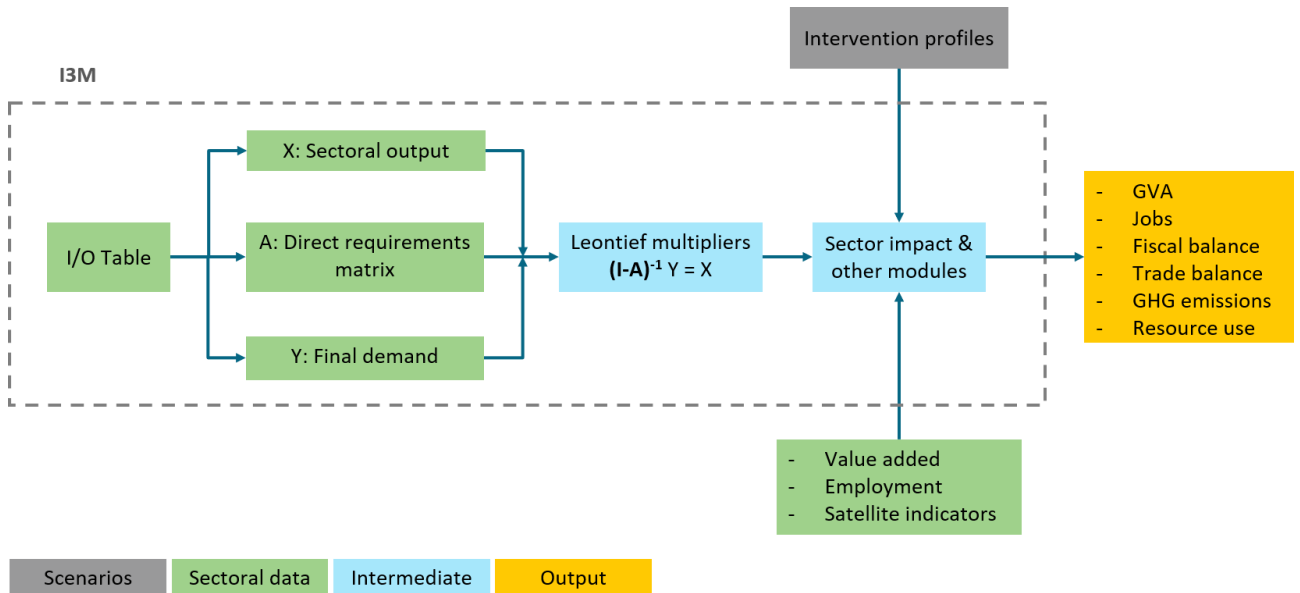 Intervention profiles
I3M
X: Sectoral output
I/O Table
A: Direct requirements
matrix
Y: Final demand
Leontief multipliers
(I-A)⁻¹ Y = X
Sector impact &
other modules
- GVA
- Jobs
- Fiscal balance
- Trade balance
- GHG emissions
- Resource use
- Value added
- Employment
- Satellite indicators
Scenarios
Sectoral data
Intermediate
Output